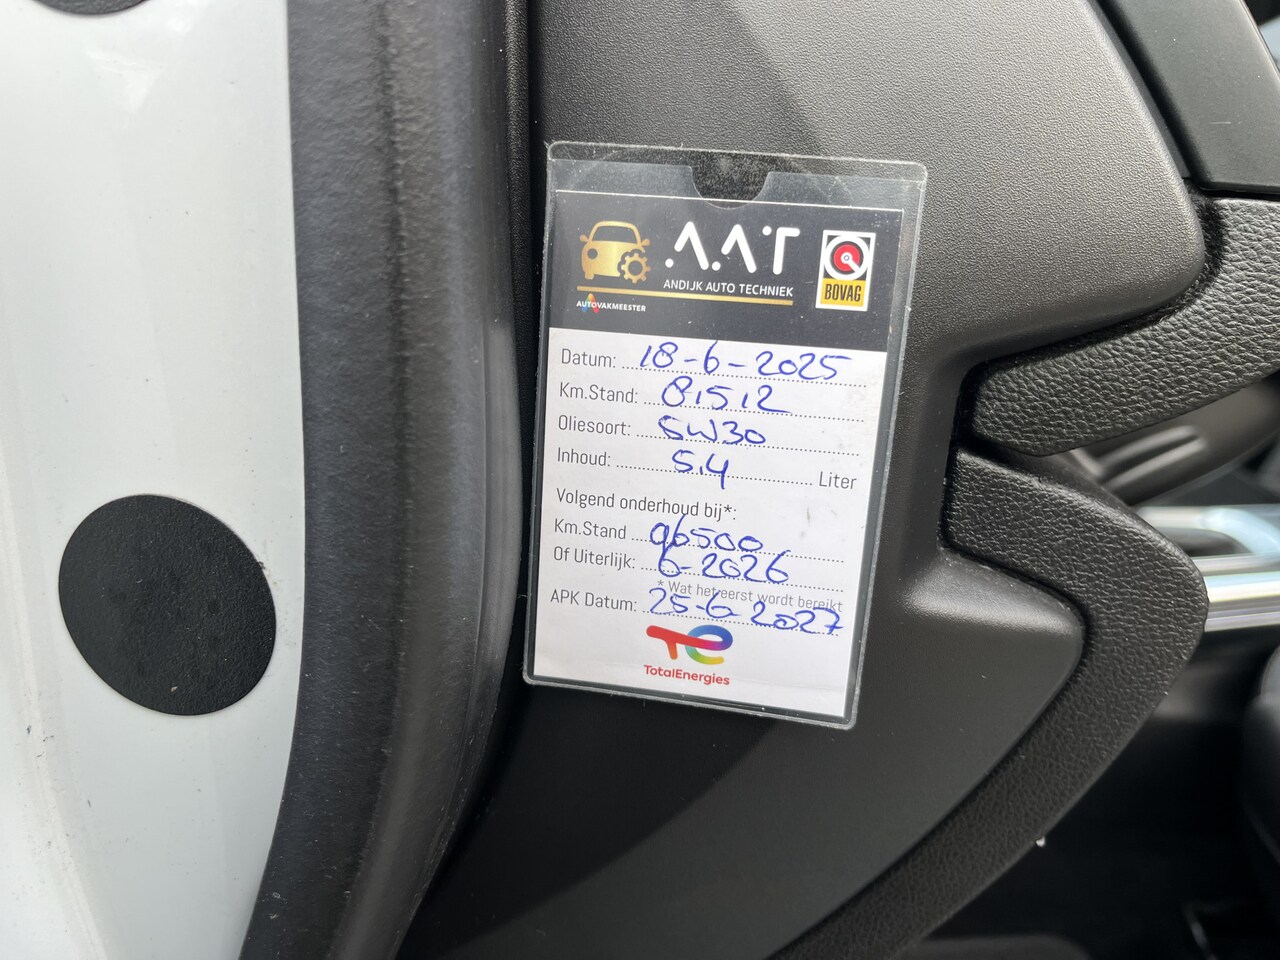 AAT
ANDIJK AUTO TECHNIEK
AUTOVAKMEESTER
BOVAG
Datum: 18-6-2025
Km.Stand: 81512
Oliesoort: 5W30
Inhoud: 5,4 Liter
Volgend onderhoud bij*:
Km.Stand 96500
Of Uiterlijk: 6-2026
* Wat het eerst wordt bereikt
APK Datum: 25-6-2027
TotalEnergies